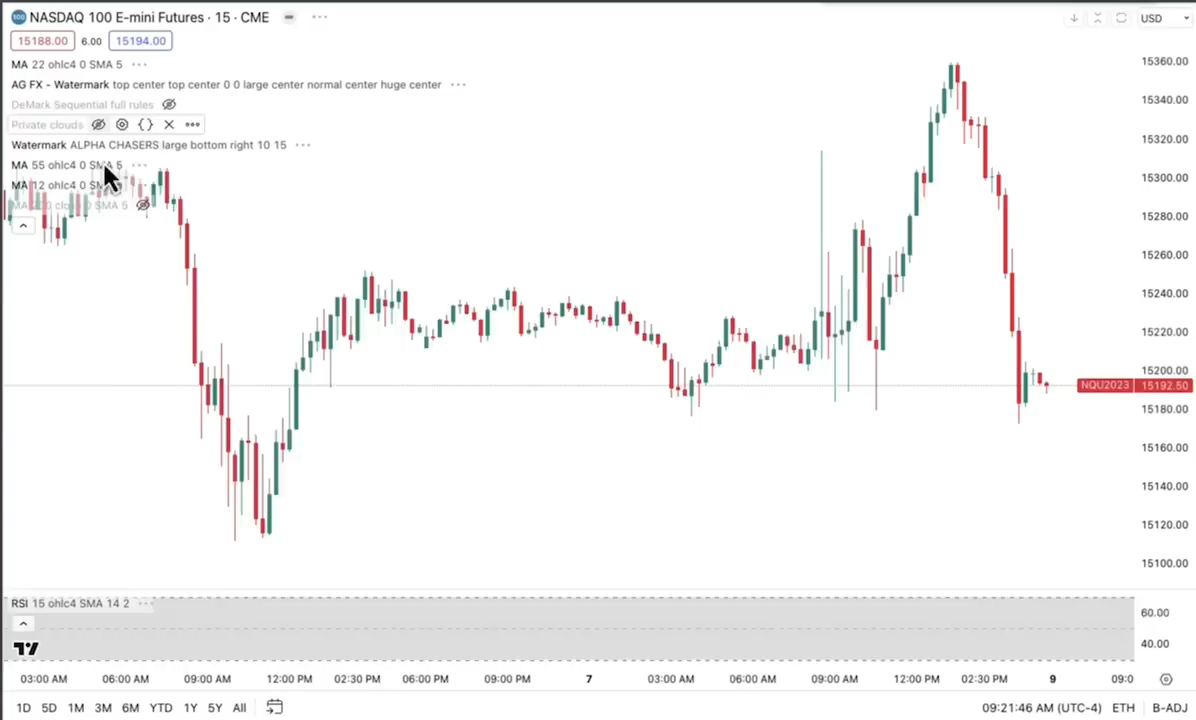 100 NASDAQ 100 E-mini Futures · 15 · CME
USD
15188.00 6.00 15194.00
MA 22 ohlc4 0 SMA 5
AG FX - Watermark top center top center 0 0 large center normal center huge center
DeMark Sequential full rules
Private clouds
Watermark ALPHA CHASERS large bottom right 10 15
MA 55 ohlc4 0 SMA 5
MA 12 ohlc4 0
0 SMA 5
15360.00
15340.00
15320.00
15300.00
15280.00
15260.00
15240.00
15220.00
15200.00
NQU2023 15192.50
15180.00
15160.00
15140.00
15120.00
15100.00
RSI 15 ohlc4 SMA 14 2
60.00
40.00
03:00 AM 06:00 AM 09:00 AM 12:00 PM 02:30 PM 06:00 PM 09:00 PM 7 03:00 AM 06:00 AM 09:00 AM 12:00 PM 02:30 PM 9 09:0
1D 5D 1M 3M 6M YTD 1Y 5Y All 09:21:46 AM (UTC-4) ETH B-ADJ